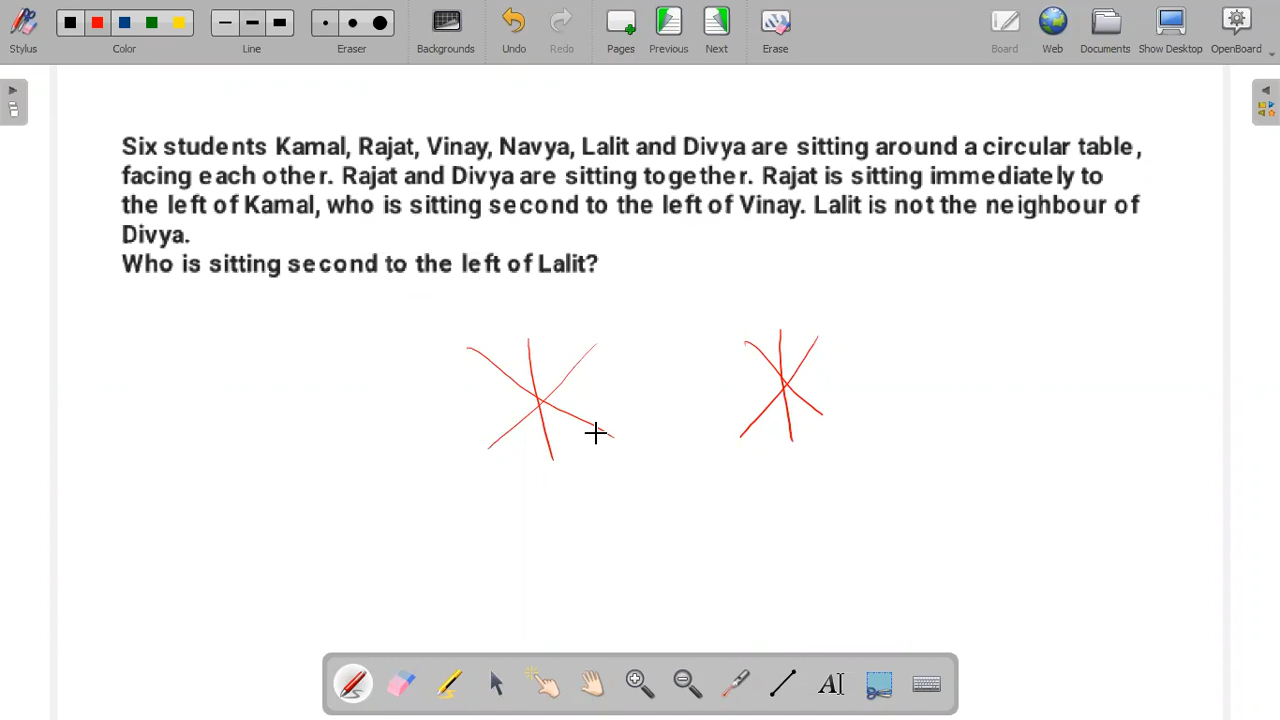 Stylus Color Line Eraser Backgrounds Undo Redo Pages Previous Next Erase Board Web Documents Show Desktop OpenBoard
Six students Kamal, Rajat, Vinay, Navya, Lalit and Divya are sitting around a circular table,
facing each other. Rajat and Divya are sitting together. Rajat is sitting immediately to
the left of Kamal, who is sitting second to the left of Vinay. Lalit is not the neighbour of
Divya.
Who is sitting second to the left of Lalit?
AI